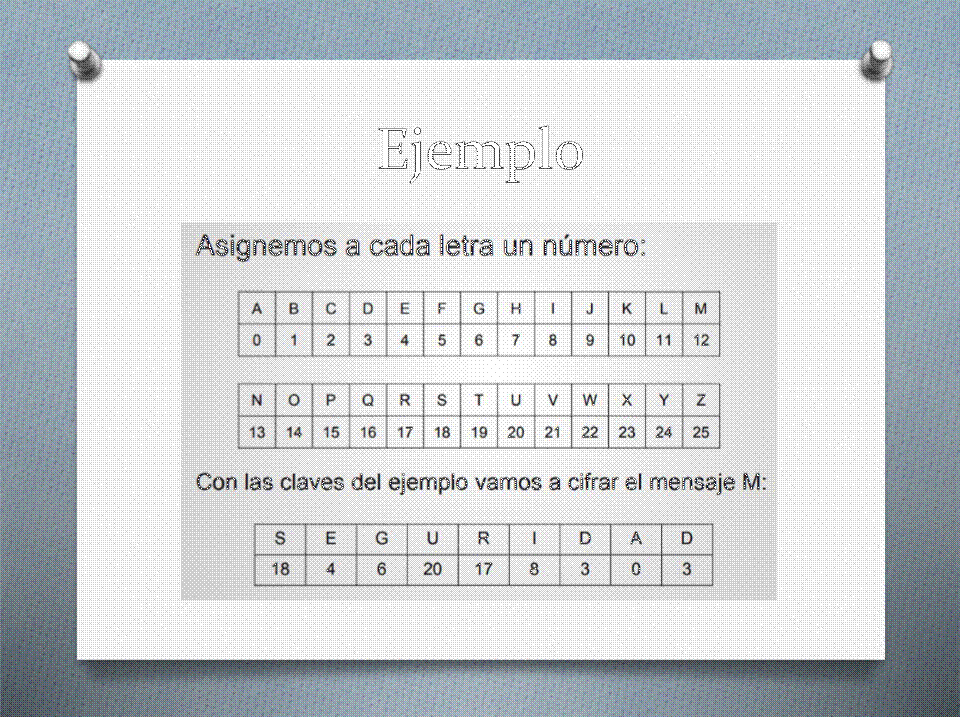 Ejemplo
Asignemos a cada letra un número:
A B C D E F G H I J K L M
0 1 2 3 4 5 6 7 8 9 10 11 12
N O P Q R S T U V W X Y Z
13 14 15 16 17 18 19 20 21 22 23 24 25
Con las claves del ejemplo vamos a cifrar el mensaje M:
S E G U R I D A D
18 4 6 20 17 8 3 0 3